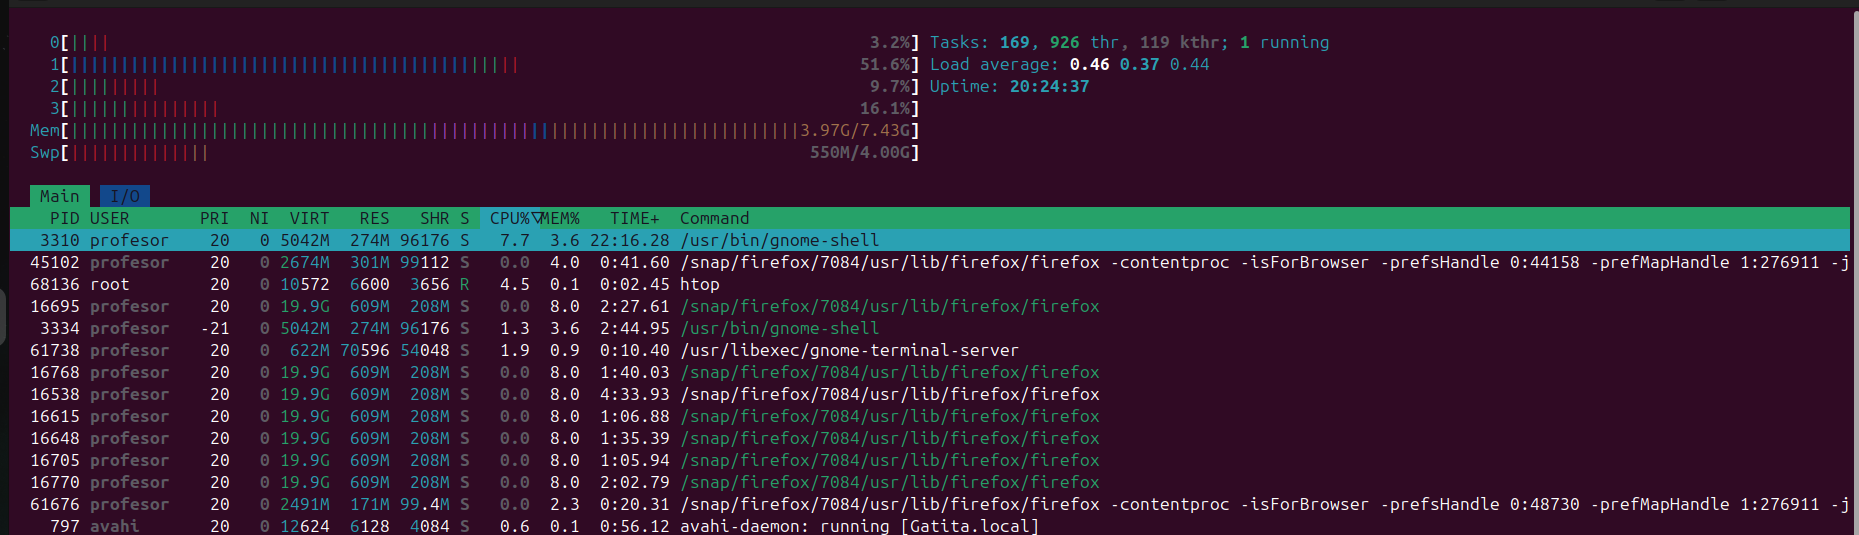 0[|||| 3.2%] Tasks: 169, 926 thr, 119 kthr; 1 running
1[||||||||||||||||||||||||||||||||||||||||||||| 51.6%] Load average: 0.46 0.37 0.44
2[||||||||| 9.7%] Uptime: 20:24:37
3[||||||||||||||| 16.1%]
Mem[|||||||||||||||||||||||||||||||||||||||||||||||||||||||||||||||||||||||||3.97G/7.43G]
Swp[|||||||||||||| 550M/4.00G]
Main I/O
PID USER PRI NI VIRT RES SHR S CPU%▽MEM% TIME+ Command
3310 profesor 20 0 5042M 274M 96176 S 7.7 3.6 22:16.28 /usr/bin/gnome-shell
45102 profesor 20 0 2674M 301M 99112 S 0.0 4.0 0:41.60 /snap/firefox/7084/usr/lib/firefox/firefox -contentproc -isForBrowser -prefsHandle 0:44158 -prefMapHandle 1:276911 -j
68136 root 20 0 10572 6600 3656 R 4.5 0.1 0:02.45 htop
16695 profesor 20 0 19.9G 609M 208M S 0.0 8.0 2:27.61 /snap/firefox/7084/usr/lib/firefox/firefox
3334 profesor -21 0 5042M 274M 96176 S 1.3 3.6 2:44.95 /usr/bin/gnome-shell
61738 profesor 20 0 622M 70596 54048 S 1.9 0.9 0:10.40 /usr/libexec/gnome-terminal-server
16768 profesor 20 0 19.9G 609M 208M S 0.0 8.0 1:40.03 /snap/firefox/7084/usr/lib/firefox/firefox
16538 profesor 20 0 19.9G 609M 208M S 0.0 8.0 4:33.93 /snap/firefox/7084/usr/lib/firefox/firefox
16615 profesor 20 0 19.9G 609M 208M S 0.0 8.0 1:06.88 /snap/firefox/7084/usr/lib/firefox/firefox
16648 profesor 20 0 19.9G 609M 208M S 0.0 8.0 1:35.39 /snap/firefox/7084/usr/lib/firefox/firefox
16705 profesor 20 0 19.9G 609M 208M S 0.0 8.0 1:05.94 /snap/firefox/7084/usr/lib/firefox/firefox
16770 profesor 20 0 19.9G 609M 208M S 0.0 8.0 2:02.79 /snap/firefox/7084/usr/lib/firefox/firefox
61676 profesor 20 0 2491M 171M 99.4M S 0.0 2.3 0:20.31 /snap/firefox/7084/usr/lib/firefox/firefox -contentproc -isForBrowser -prefsHandle 0:48730 -prefMapHandle 1:276911 -j
797 avahi 20 0 12624 6128 4084 S 0.6 0.1 0:56.12 avahi-daemon: running [Gatita.local]